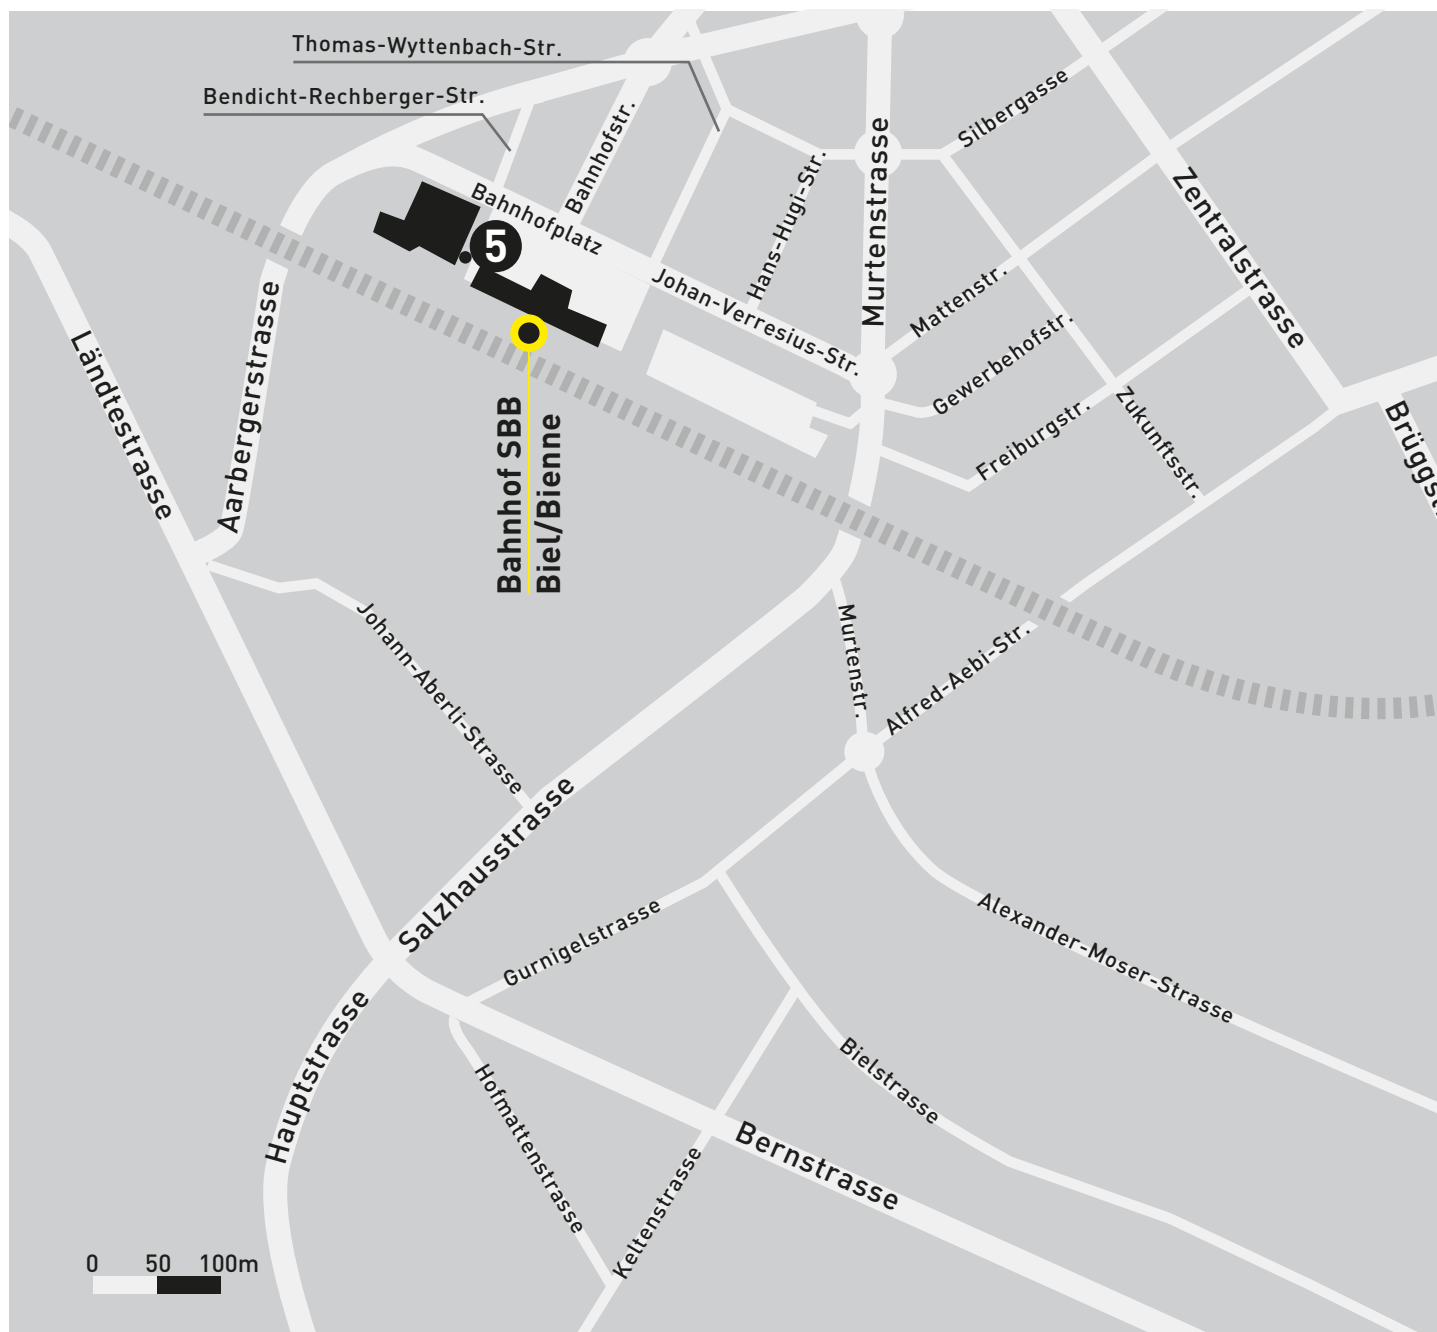 Thomas-Wyttenbach-Str.
Bendicht-Rechberger-Str.
Bahnhofstr.
Silbergasse
Bahnhofplatz
5
Hans-Hugi-Str.
Murtenstrasse
Zentralstrasse
Johan-Verresius-Str.
Mattenstr.
Gewerbehofstr.
Ländtestrasse
Aarbergerstrasse
Freiburgstr.
Zukunftsstr.
Bahnhof SBB
Biel/Bienne
Johann-Aberli-Strasse
Murtenstr.
Alfred-Aebi-Str.
Salzhausstrasse
Gurnigelstrasse
Alexander-Moser-Strasse
Hauptstrasse
Hofmattenstrasse
Bielstrasse
Keltenstrasse
Bernstrasse
0 50 100m